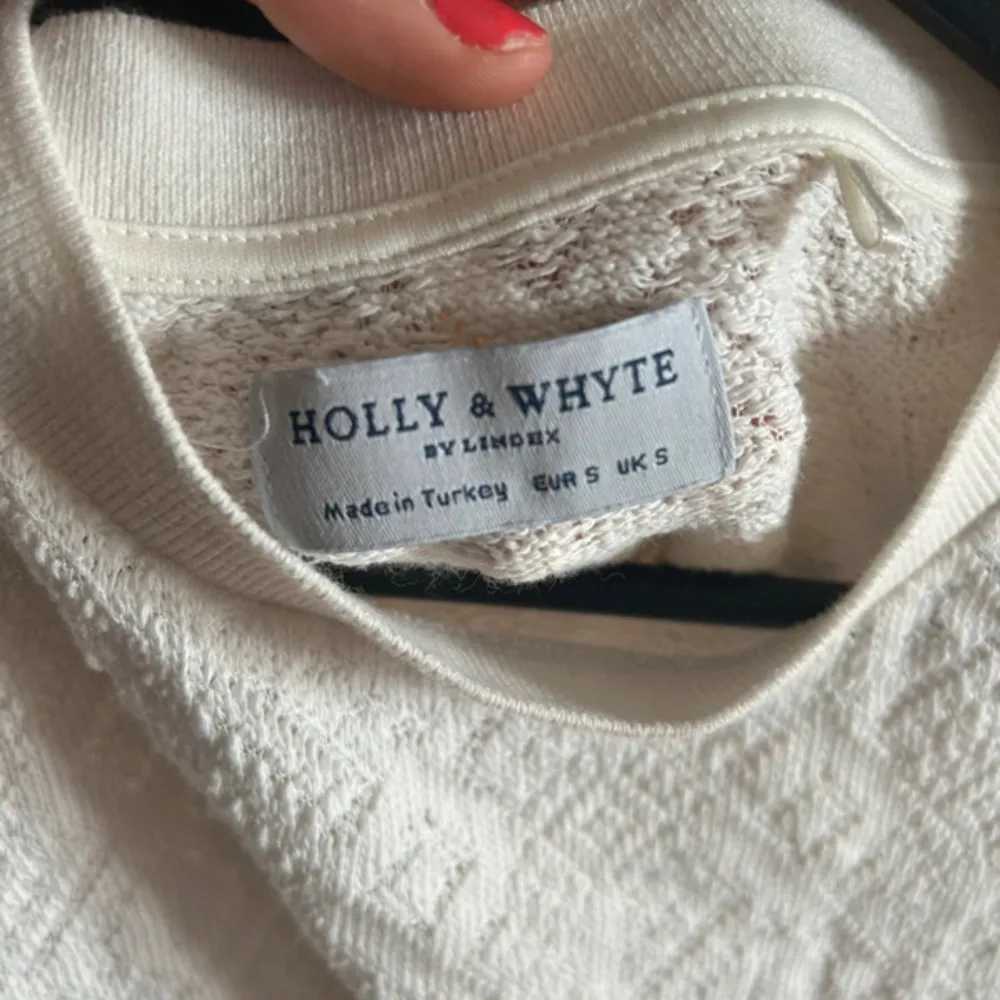 HOLLY & WHYTE
BY LINDEX
Made in Turkey EUR S UK S